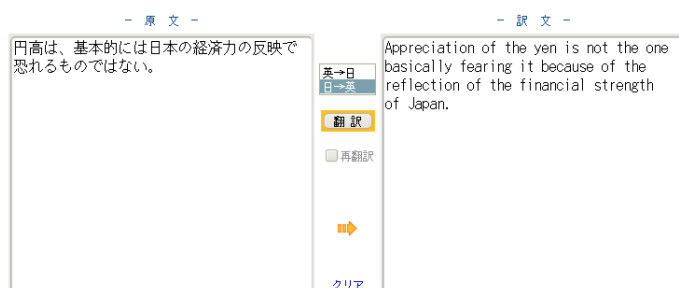 − 原 文 −
円高は、基本的には日本の経済力の反映で
恐れるものではない。
英→日
日→英
翻 訳
再翻訳
クリア
− 訳 文 −
Appreciation of the yen is not the one
basically fearing it because of the
reflection of the financial strength
of Japan.